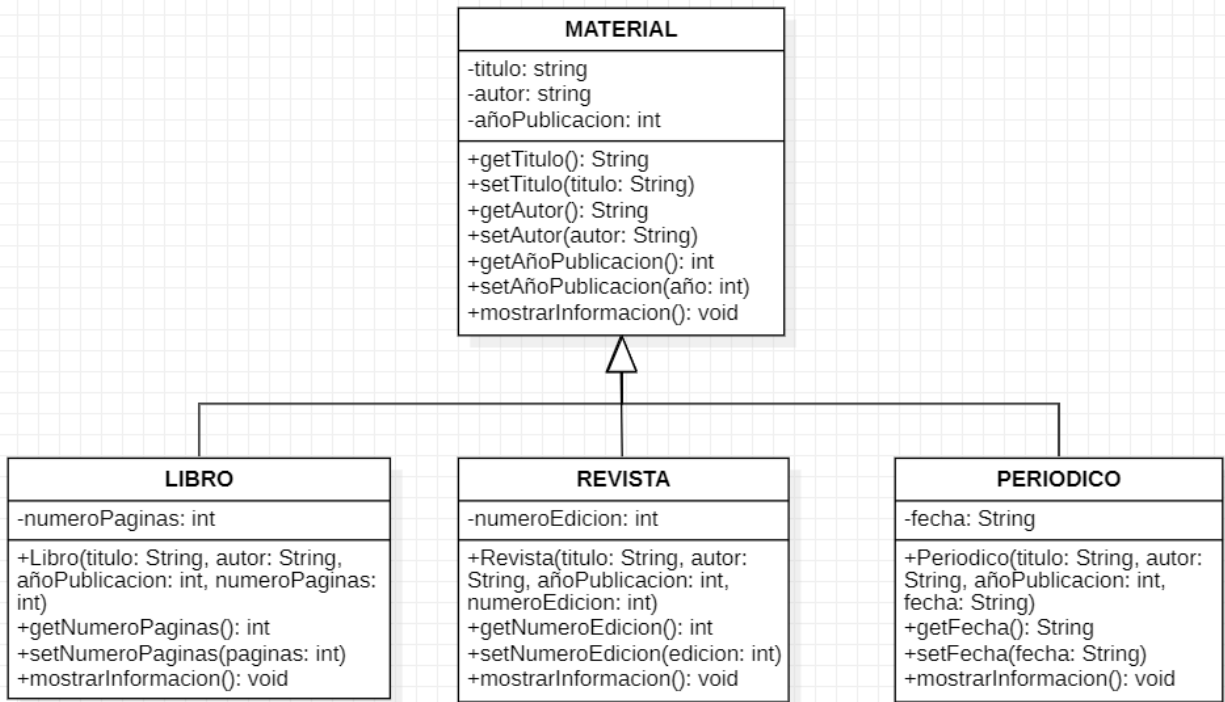 MATERIAL
-titulo: string
-autor: string
-añoPublicacion: int
+getTitulo(): String
+setTitulo(titulo: String)
+getAutor(): String
+setAutor(autor: String)
+getAñoPublicacion(): int
+setAñoPublicacion(año: int)
+mostrarInformacion(): void
LIBRO
-numeroPaginas: int
+Libro(titulo: String, autor: String,
añoPublicacion: int, numeroPaginas:
int)
+getNumeroPaginas(): int
+setNumeroPaginas(paginas: int)
+mostrarInformacion(): void
REVISTA
-numeroEdicion: int
+Revista(titulo: String, autor:
String, añoPublicacion: int,
numeroEdicion: int)
+getNumeroEdicion(): int
+setNumeroEdicion(edicion: int)
+mostrarInformacion(): void
PERIODICO
-fecha: String
+Periodico(titulo: String, autor:
String, añoPublicacion: int,
fecha: String)
+getFecha(): String
+setFecha(fecha: String)
+mostrarInformacion(): void